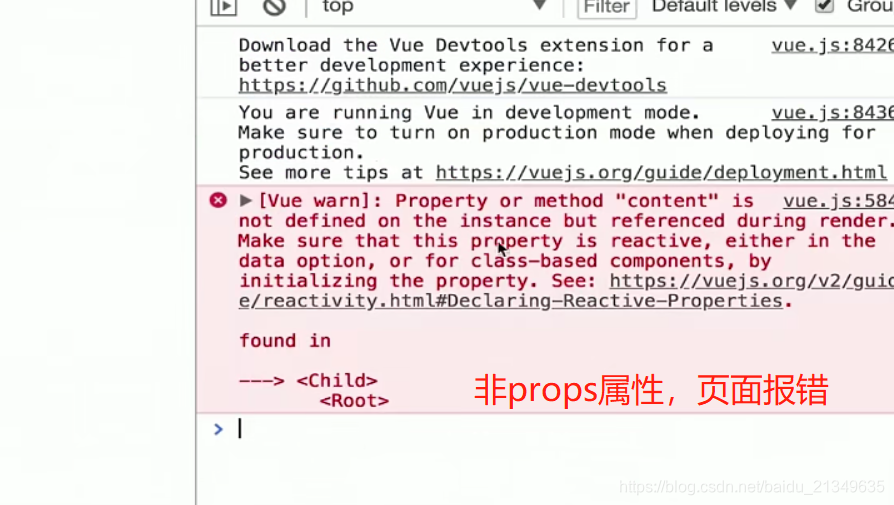 top
Filter
Default levels ▼
Grou
Download the Vue Devtools extension for a
vue.js:8426
better development experience:
https://github.com/vuejs/vue-devtools
You are running Vue in development mode.
vue.js:8436
Make sure to turn on production mode when deploying for
production.
See more tips at https://vuejs.org/guide/deployment.html
▶[Vue warn]: Property or method "content" is
vue.js:584
not defined on the instance but referenced during render.
Make sure that this property is reactive, either in the
data option, or for class-based components, by
initializing the property. See: https://vuejs.org/v2/guid
e/reactivity.html#Declaring-Reactive-Properties.
found in
---> <Child>
<Root>
非props属性，页面报错
>
https://blog.csdn.net/baidu_21349635